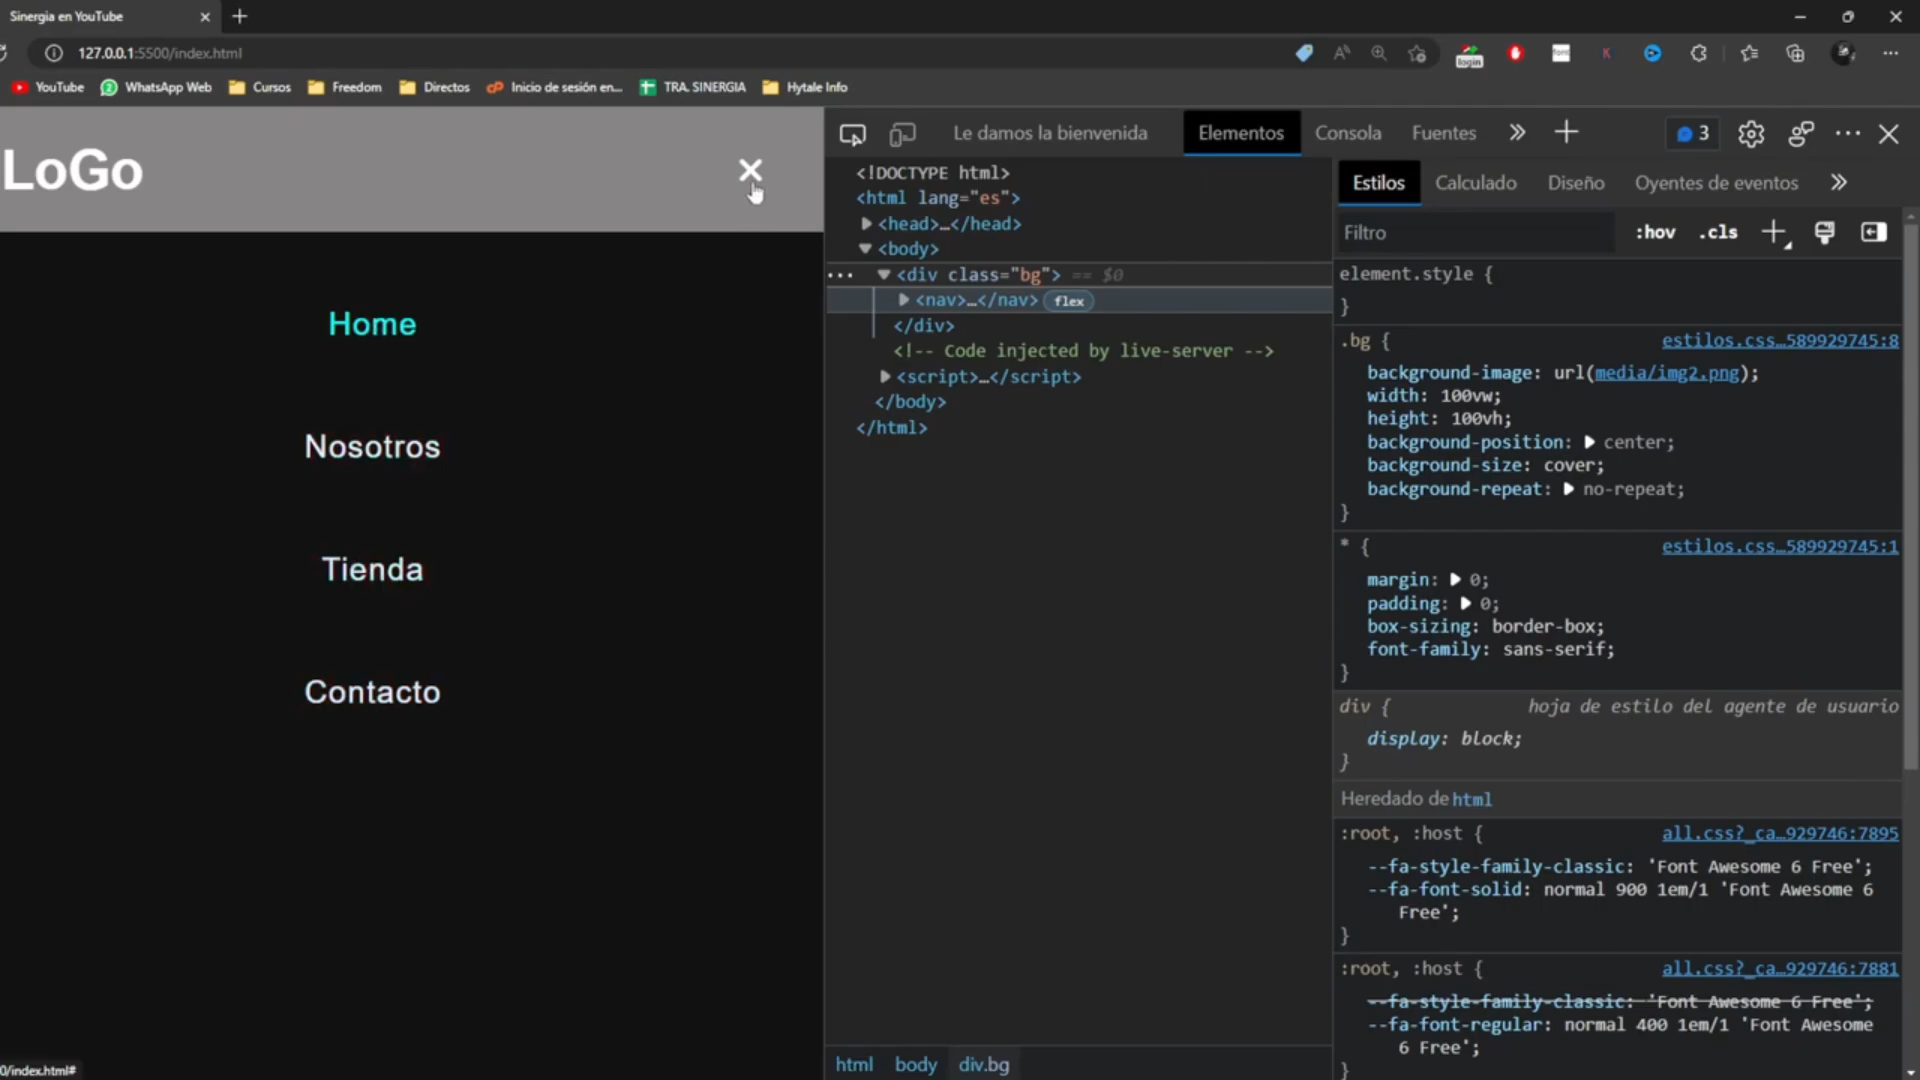 Sinergia en YouTube
127.0.0.1:5500/index.html
login
YouTube
WhatsApp Web
Cursos
Freedom
Directos
Inicio de sesión en...
TRA. SINERGIA
Hytale Info
LoGo
Home
Nosotros
Tienda
Contacto
0/index.html#
Le damos la bienvenida
Elementos
Consola
Fuentes
3
<!DOCTYPE html>
<html lang="es">
<head>…</head>
<body>
<div class="bg"> == $0
<nav>…</nav> flex
</div>
<!-- Code injected by live-server -->
<script>…</script>
</body>
</html>
html body div.bg
Estilos
Calculado
Diseño
Oyentes de eventos
Filtro
:hov
.cls
element.style {
}
.bg {
estilos.css…589929745:8
background-image: url(media/img2.png);
width: 100vw;
height: 100vh;
background-position: center;
background-size: cover;
background-repeat: no-repeat;
}
* {
estilos.css…589929745:1
margin: 0;
padding: 0;
box-sizing: border-box;
font-family: sans-serif;
}
div {
hoja de estilo del agente de usuario
display: block;
}
Heredado de html
:root, :host {
all.css?_ca…929746:7895
--fa-style-family-classic: 'Font Awesome 6 Free';
--fa-font-solid: normal 900 1em/1 'Font Awesome 6
Free';
}
:root, :host {
all.css?_ca…929746:7881
--fa-style-family-classic: 'Font Awesome 6 Free';
--fa-font-regular: normal 400 1em/1 'Font Awesome
6 Free';
}